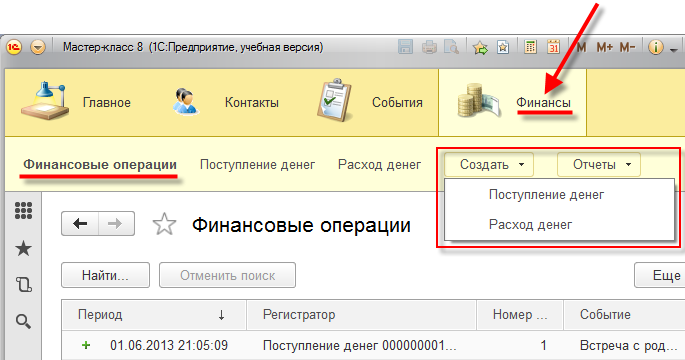 1С Мастер-класс 8 (1С:Предприятие, учебная версия) 31 M M+ M-
Главное Контакты События Финансы
Финансовые операции Поступление денег Расход денег Создать Отчеты
Поступление денег
Расход денег
Финансовые операции
Найти... Отменить поиск Еще
Период Регистратор Номер ... Событие
01.06.2013 21:05:09 Поступление денег 000000001... 1 Встреча с род...